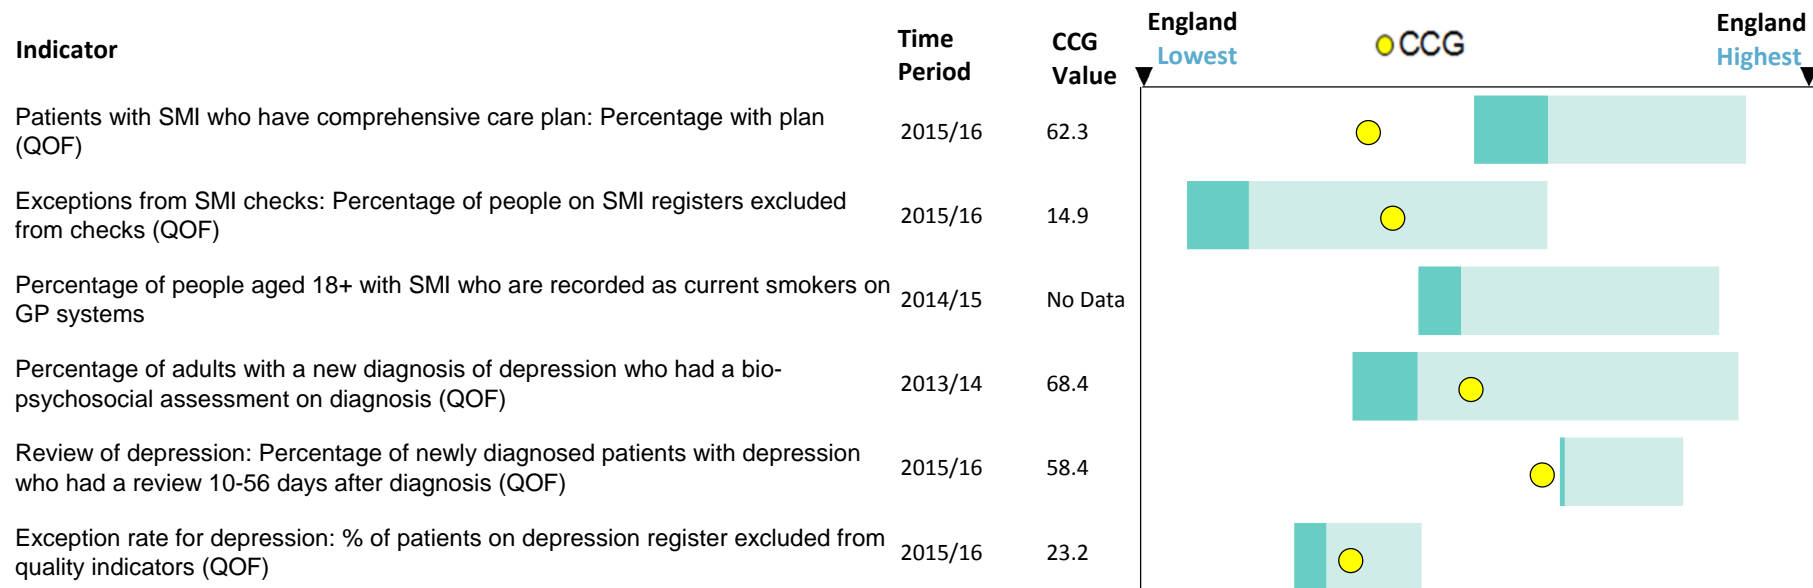 Indicator
Time
Period
CCG
Value
England
Lowest
CCG
England
Highest
Patients with SMI who have comprehensive care plan: Percentage with plan
(QOF)
2015/16
62.3
Exceptions from SMI checks: Percentage of people on SMI registers excluded
from checks (QOF)
2015/16
14.9
Percentage of people aged 18+ with SMI who are recorded as current smokers on
GP systems
2014/15
No Data
Percentage of adults with a new diagnosis of depression who had a bio-
psychosocial assessment on diagnosis (QOF)
2013/14
68.4
Review of depression: Percentage of newly diagnosed patients with depression
who had a review 10-56 days after diagnosis (QOF)
2015/16
58.4
Exception rate for depression: % of patients on depression register excluded from
quality indicators (QOF)
2015/16
23.2